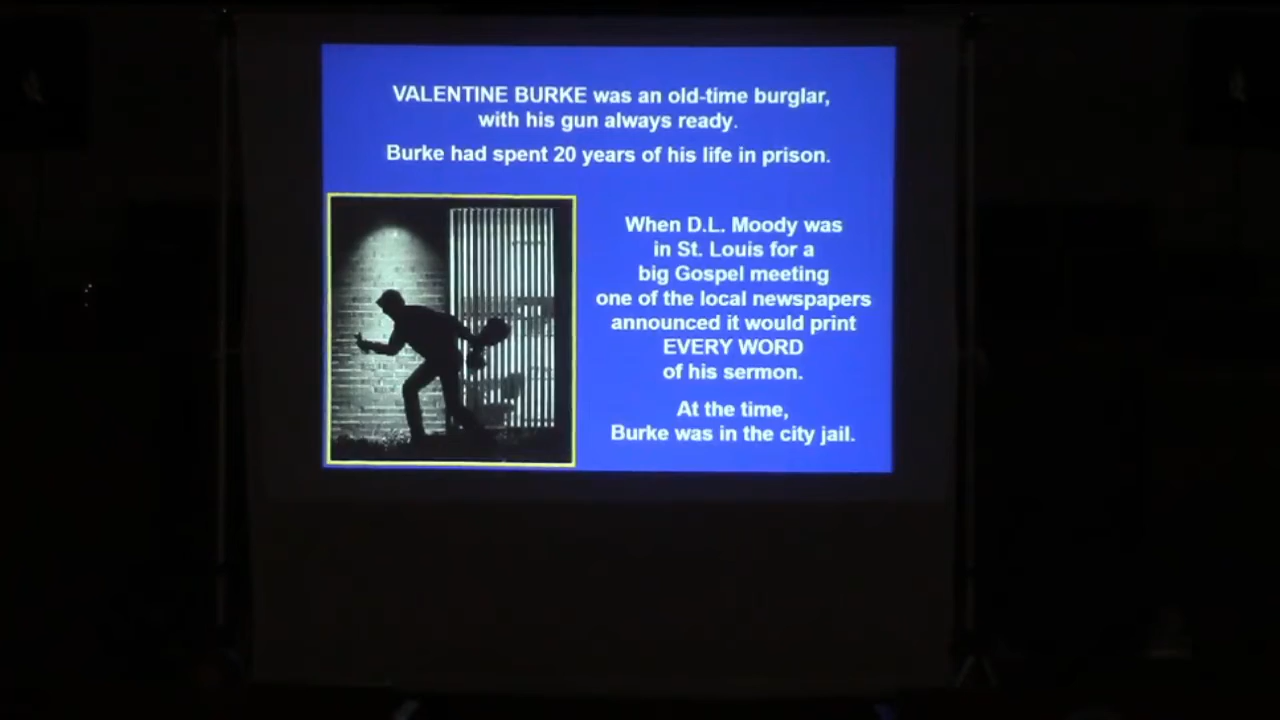 VALENTINE BURKE was an old-time burglar,
with his gun always ready.
Burke had spent 20 years of his life in prison.
When D.L. Moody was
in St. Louis for a
big Gospel meeting
one of the local newspapers
announced it would print
EVERY WORD
of his sermon.
At the time,
Burke was in the city jail.